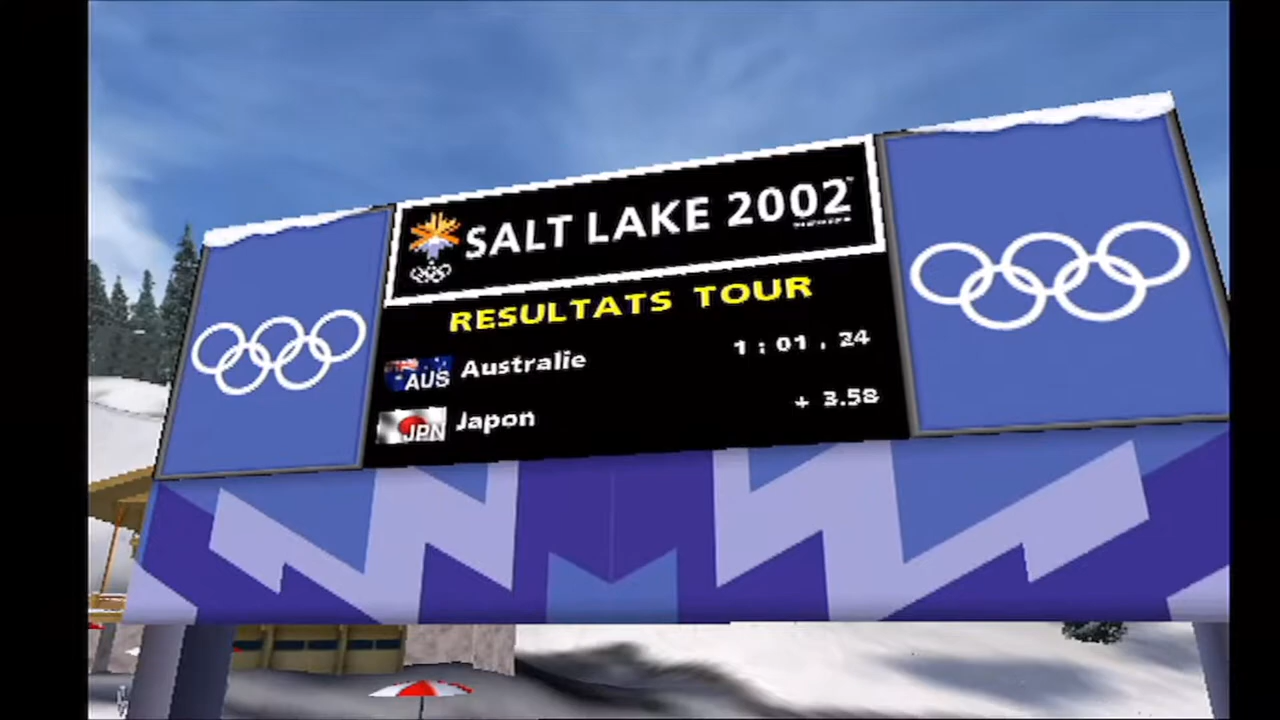 SALT LAKE 2002
RESULTATS TOUR
AUS Australie 1:01.24
JPN Japon + 3.58